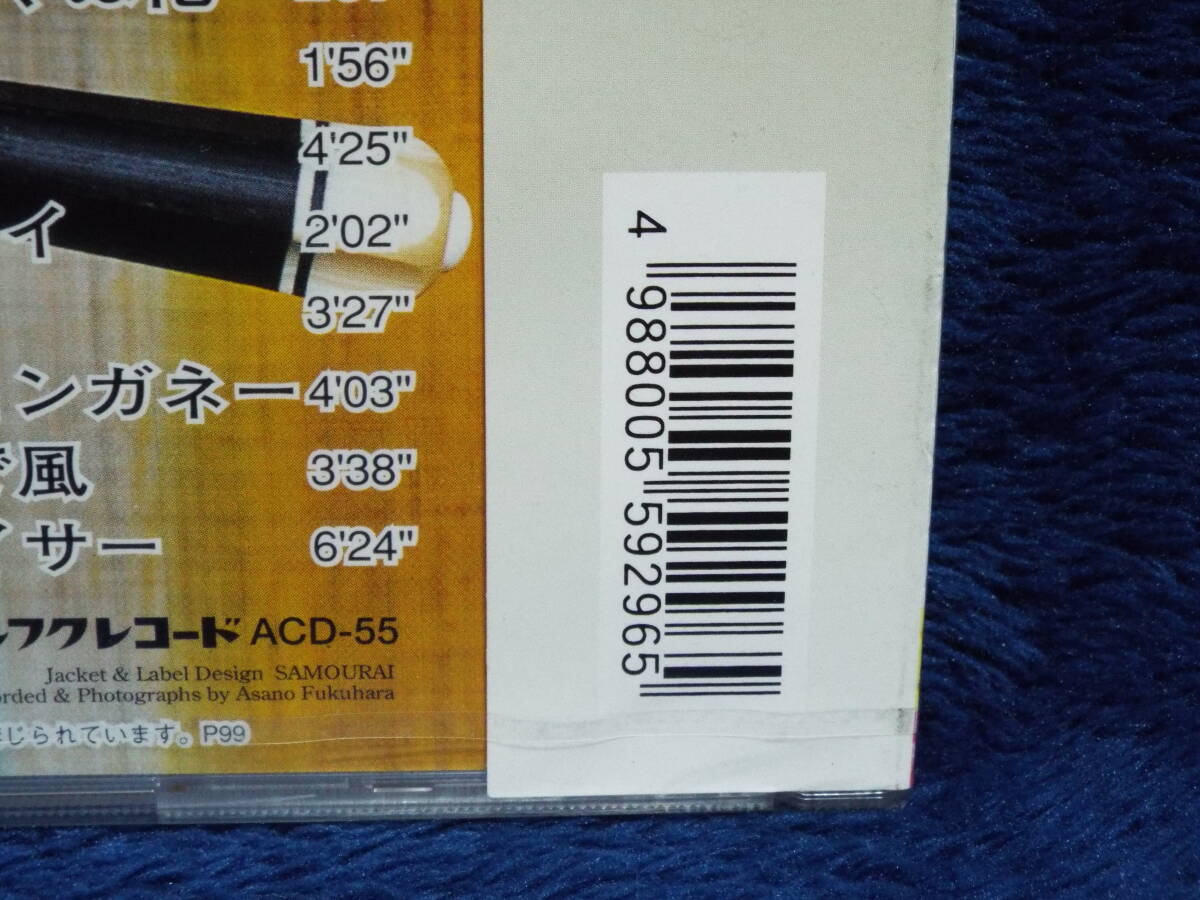 1'56"
4'25"
イ 2'02"
3'27"
ンガネー 4'03"
風 3'38"
サー 6'24"
フクレコード ACD-55
Jacket & Label Design SAMOURAI
& Photographs by Asano Fukuhara
じられています。P99
4 988005 592965